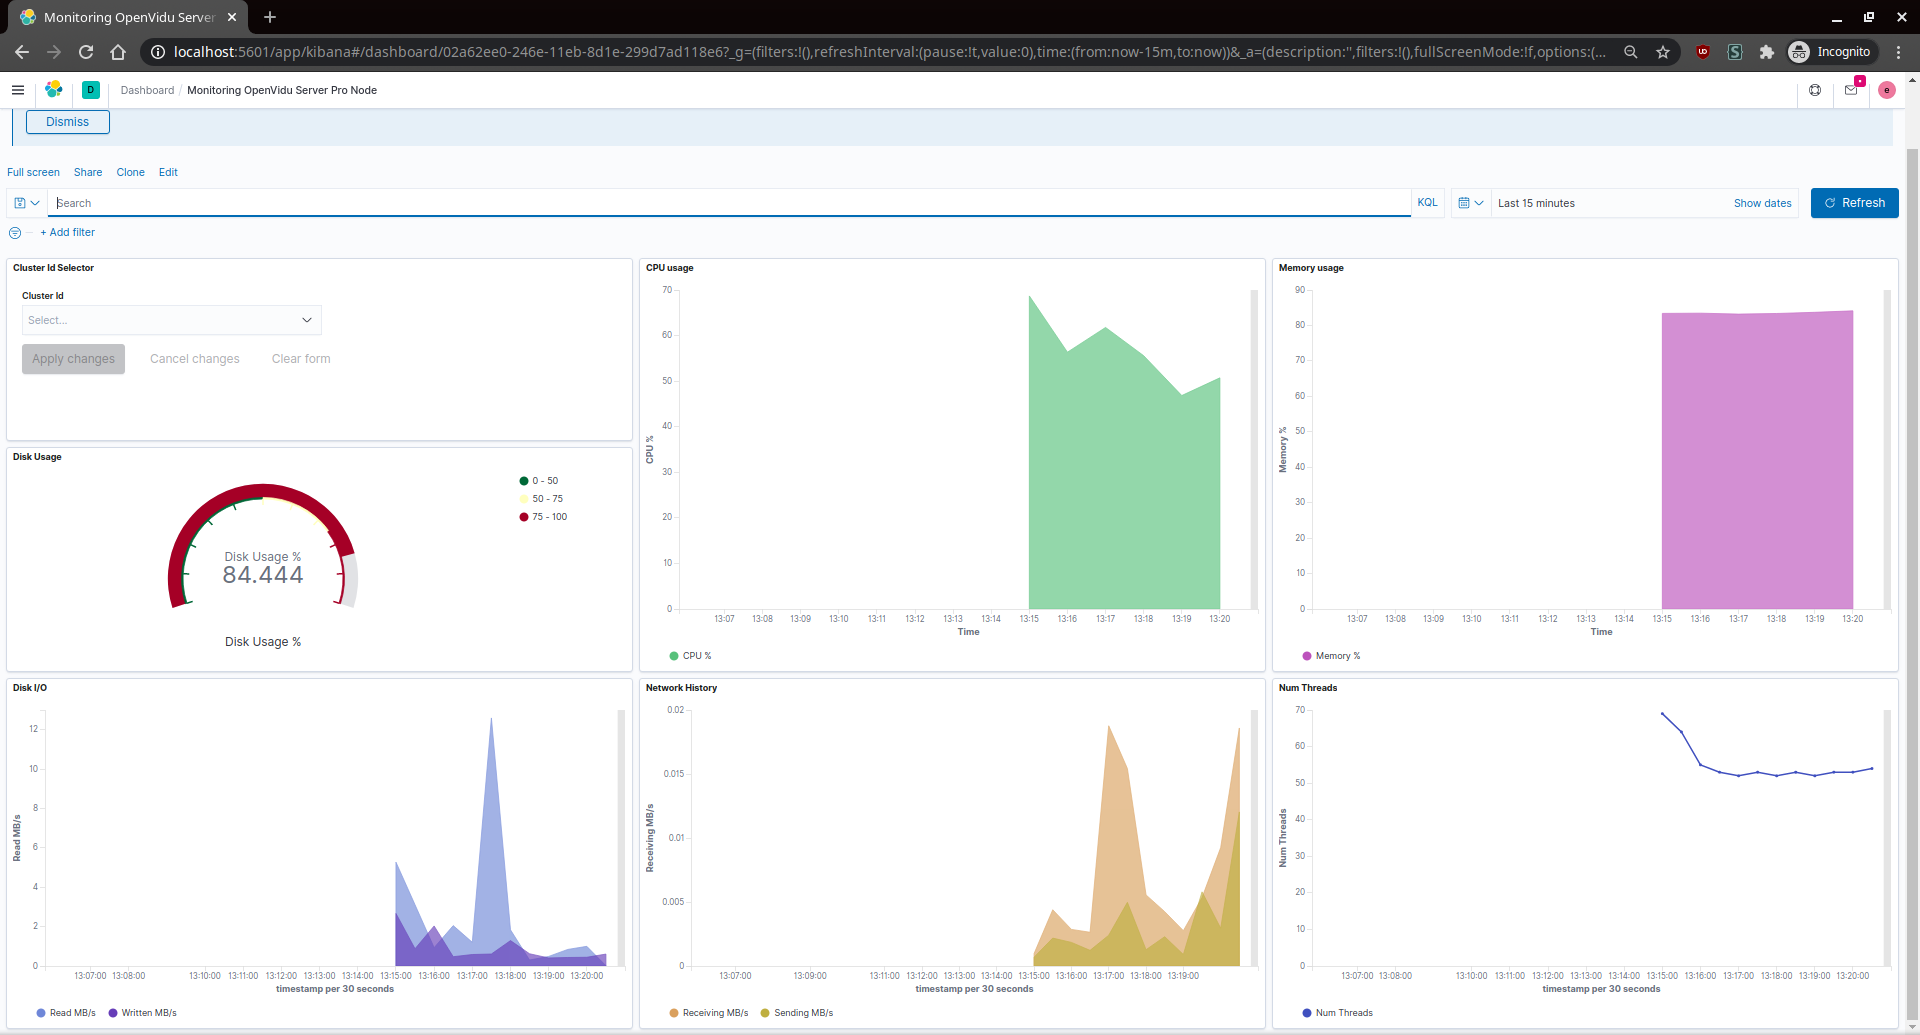 Monitoring OpenVidu Server
localhost:5601/app/kibana#/dashboard/02a62ee0-246e-11eb-8d1e-299d7ad118e6?_g=(filters:!(),refreshInterval:(pause:!t,value:0),time:(from:now-15m,to:now))&_a=(description:'',filters:!(),fullScreenMode:!f,options:(...
Incognito
D Dashboard / Monitoring OpenVidu Server Pro Node e
Dismiss
Full screen Share Clone Edit
Search KQL Last 15 minutes Show dates Refresh
+ Add filter
Cluster Id Selector
Cluster Id
Select...
Apply changes Cancel changes Clear form
Disk Usage
0 - 50
50 - 75
75 - 100
Disk Usage %
84.444
Disk Usage %
CPU usage
70
60
50
40
30
20
10
0
CPU %
13:07 13:08 13:09 13:10 13:11 13:12 13:13 13:14 13:15 13:16 13:17 13:18 13:19 13:20
Time
CPU %
Memory usage
90
80
70
60
50
40
30
20
10
0
Memory %
13:07 13:08 13:09 13:10 13:11 13:12 13:13 13:14 13:15 13:16 13:17 13:18 13:19 13:20
Time
Memory %
Disk I/O
12
10
8
6
4
2
0
Read MB/s
13:07:00 13:08:00 13:10:00 13:11:00 13:12:00 13:13:00 13:14:00 13:15:00 13:16:00 13:17:00 13:18:00 13:19:00 13:20:00
timestamp per 30 seconds
Read MB/s Written MB/s
Network History
0.02
0.015
0.01
0.005
0
Receiving MB/s
13:07:00 13:09:00 13:11:00 13:12:00 13:13:00 13:14:00 13:15:00 13:16:00 13:17:00 13:18:00 13:19:00
timestamp per 30 seconds
Receiving MB/s Sending MB/s
Num Threads
70
60
50
40
30
20
10
0
Num Threads
13:07:00 13:08:00 13:10:00 13:11:00 13:12:00 13:13:00 13:14:00 13:15:00 13:16:00 13:17:00 13:18:00 13:19:00 13:20:00
timestamp per 30 seconds
Num Threads